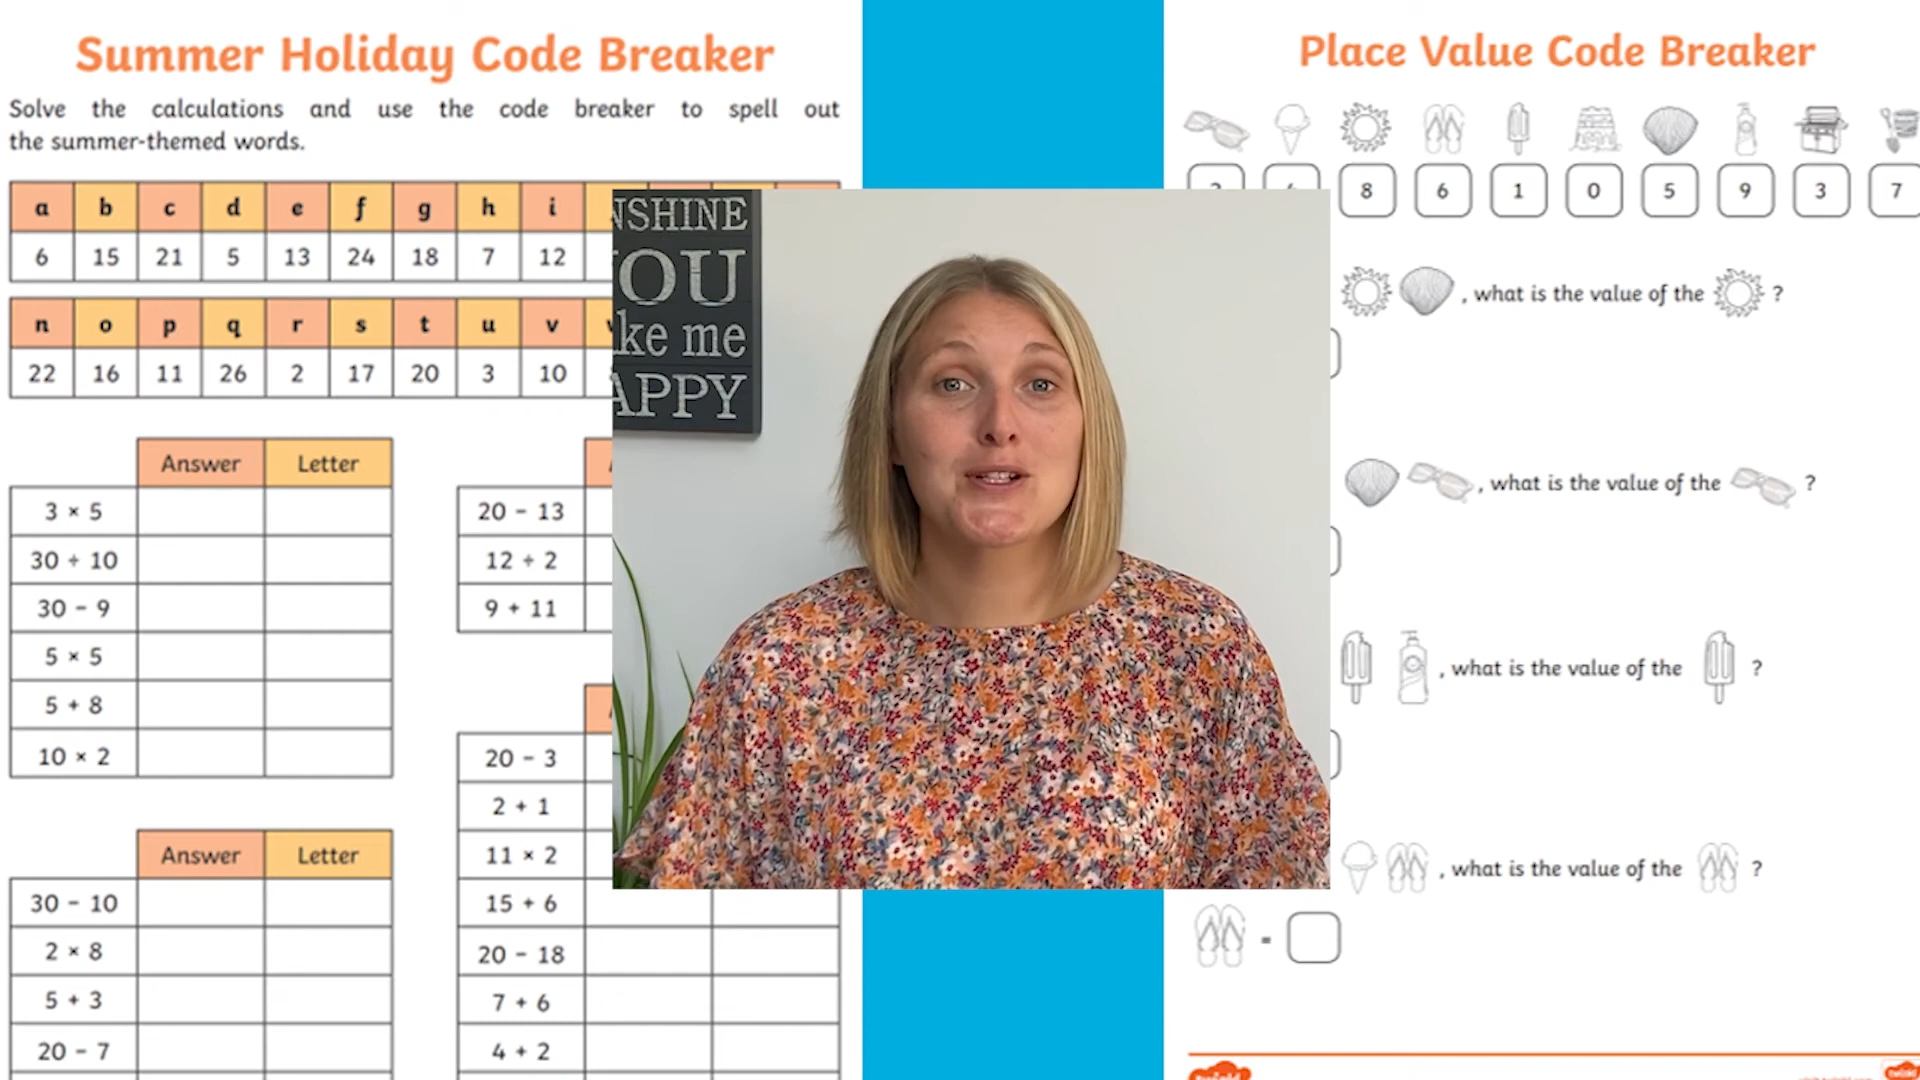 Summer Holiday Code Breaker
Solve the calculations and use the code breaker to spell out
the summer-themed words.
a b c d e f g h i
6 15 21 5 13 24 18 7 12
n o p q r s t u v
22 16 11 26 2 17 20 3 10
Answer Letter
3 × 5
30 ÷ 10
30 - 9
5 × 5
5 + 8
10 × 2
Answer Letter
30 - 10
2 × 8
5 + 3
20 - 7
20 - 13
12 ÷ 2
9 + 11
20 - 3
2 + 1
11 × 2
15 + 6
20 - 18
7 + 6
4 + 2
NSHINE
YOU
ke me
APPY
Place Value Code Breaker
8 6 1 0 5 9 3 7
, what is the value of the ?
, what is the value of the ?
, what is the value of the ?
, what is the value of the ?
=